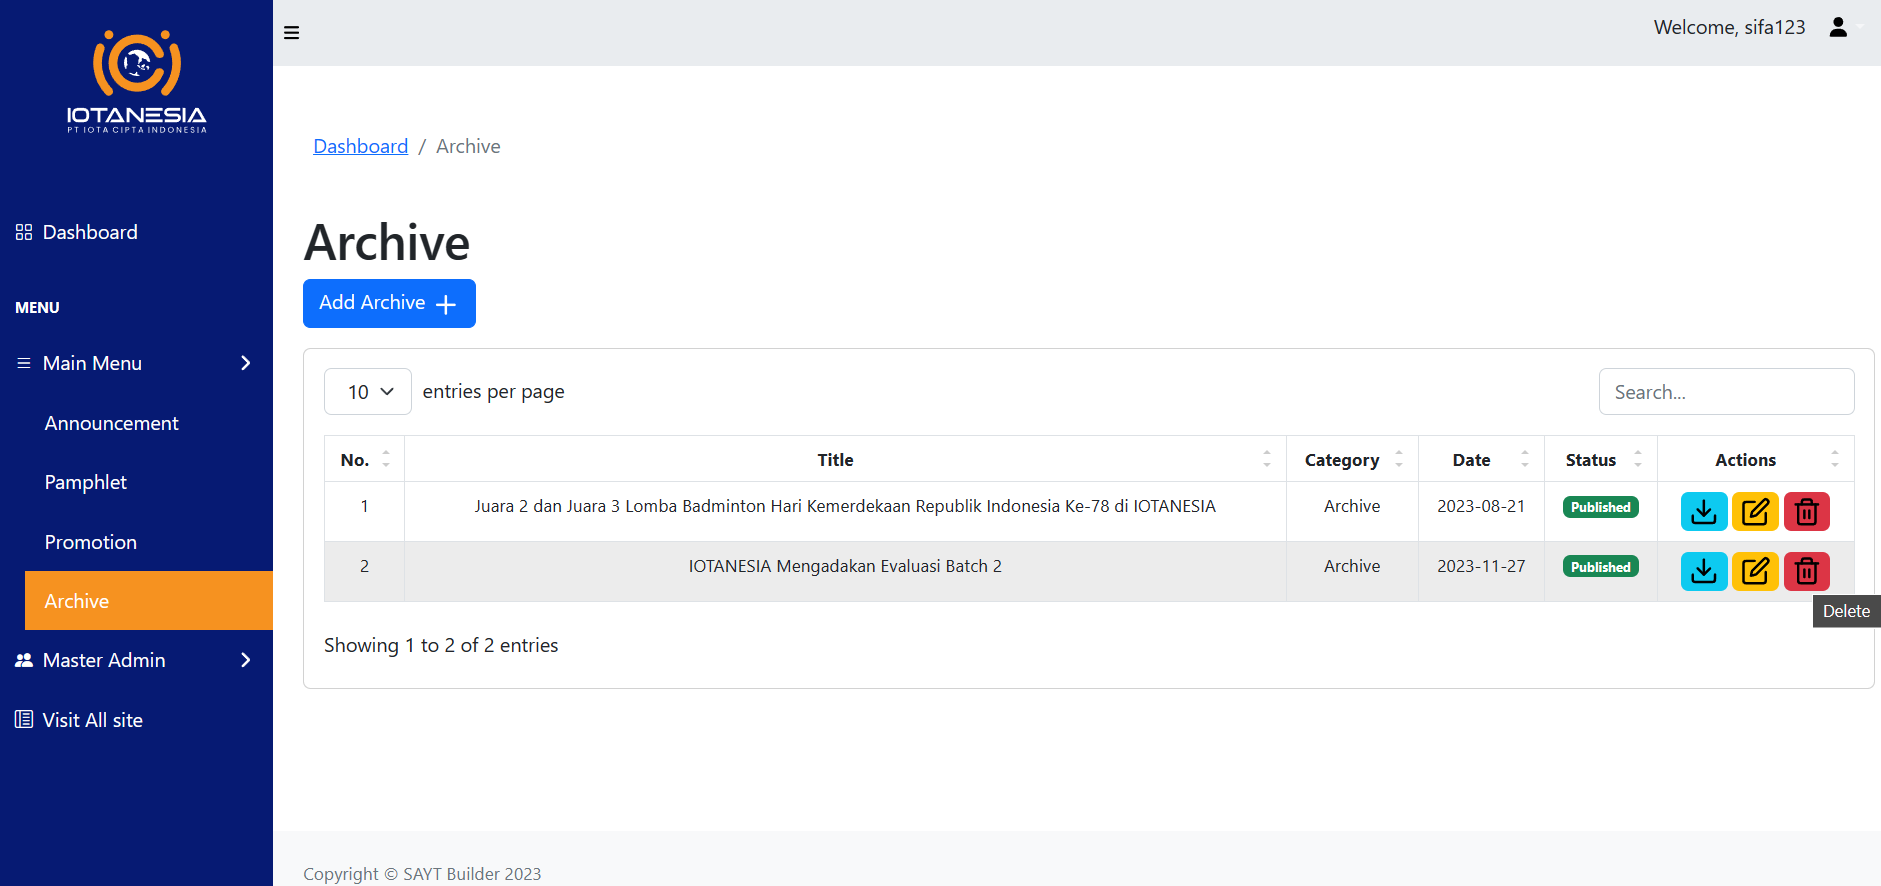 IOTANESIA
PT IOTA CIPTA INDONESIA
Welcome, sifa123
Dashboard / Archive
Dashboard
MENU
Main Menu
Announcement
Pamphlet
Promotion
Archive
Master Admin
Visit All site
Archive
Add Archive
10 entries per page
Search...
No. Title Category Date Status Actions
1 Juara 2 dan Juara 3 Lomba Badminton Hari Kemerdekaan Republik Indonesia Ke-78 di IOTANESIA Archive 2023-08-21 Published
2 IOTANESIA Mengadakan Evaluasi Batch 2 Archive 2023-11-27 Published
Delete
Showing 1 to 2 of 2 entries
Copyright © SAYT Builder 2023